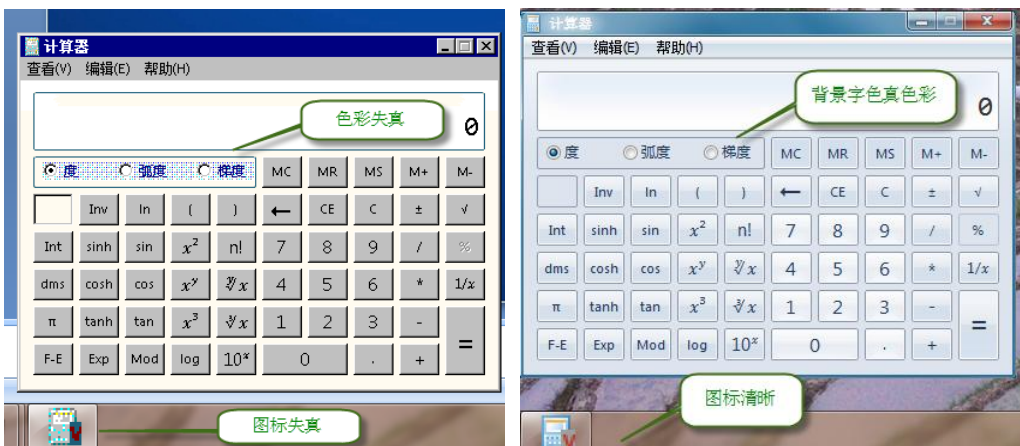 计算器
查看(V) 编辑(E) 帮助(H)
色彩失真
0
度 弧度 梯度 MC MR MS M+ M-
Inv ln ( ) ← CE C ± √
Int sinh sin x² n! 7 8 9 / %
dms cosh cos xʸ ʸ√x 4 5 6 * 1/x
π tanh tan x³ ³√x 1 2 3 - =
F-E Exp Mod log 10ˣ 0 . +
图标失真
计算器
查看(V) 编辑(E) 帮助(H)
背景字色真色彩
0
度 弧度 梯度 MC MR MS M+ M-
Inv ln ( ) ← CE C ± √
Int sinh sin x² n! 7 8 9 / %
dms cosh cos xʸ ʸ√x 4 5 6 * 1/x
π tanh tan x³ ³√x 1 2 3 - =
F-E Exp Mod log 10ˣ 0 . +
图标清晰